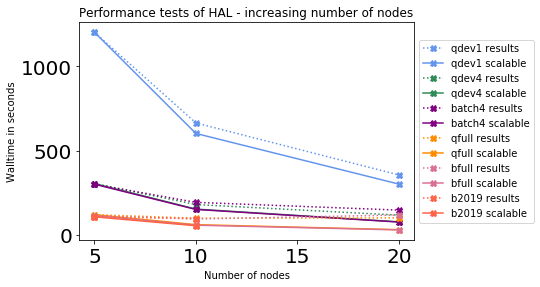 Performance tests of HAL - increasing number of nodes
Walltime in seconds
1000
500
0
5
10
15
20
Number of nodes
qdev1 results
qdev1 scalable
qdev4 results
qdev4 scalable
batch4 results
batch4 scalable
qfull results
qfull scalable
bfull results
bfull scalable
b2019 results
b2019 scalable